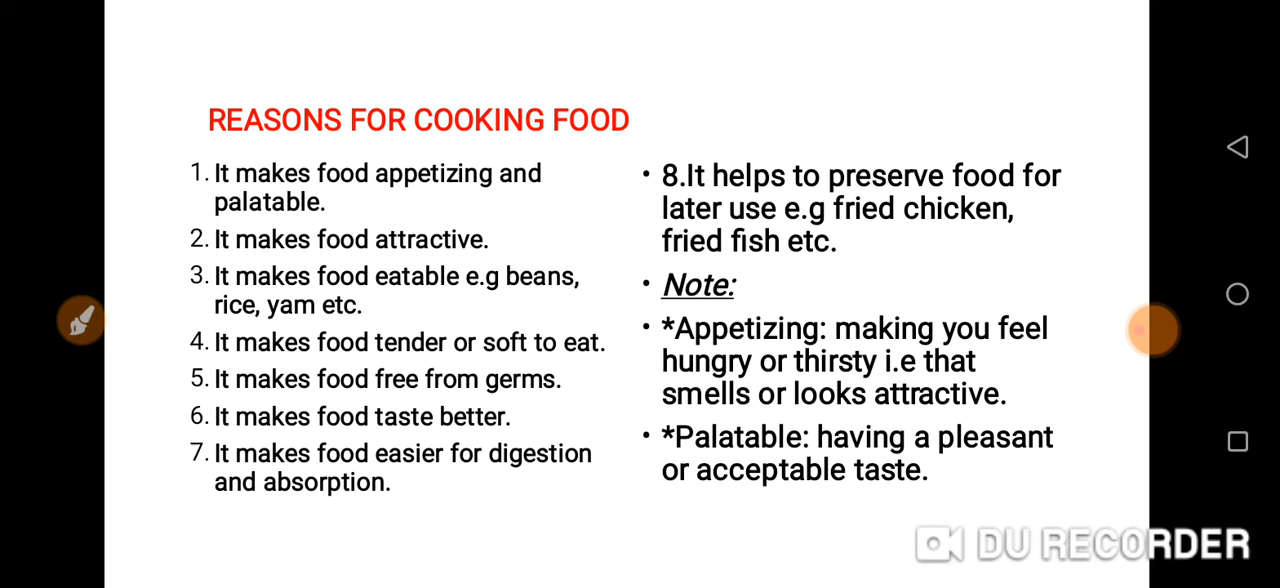 REASONS FOR COOKING FOOD
1. It makes food appetizing and
palatable.
2. It makes food attractive.
3. It makes food eatable e.g beans,
rice, yam etc.
4. It makes food tender or soft to eat.
5. It makes food free from germs.
6. It makes food taste better.
7. It makes food easier for digestion
and absorption.
• 8.It helps to preserve food for
later use e.g fried chicken,
fried fish etc.
• Note:
• *Appetizing: making you feel
hungry or thirsty i.e that
smells or looks attractive.
• *Palatable: having a pleasant
or acceptable taste.
DU RECORDER